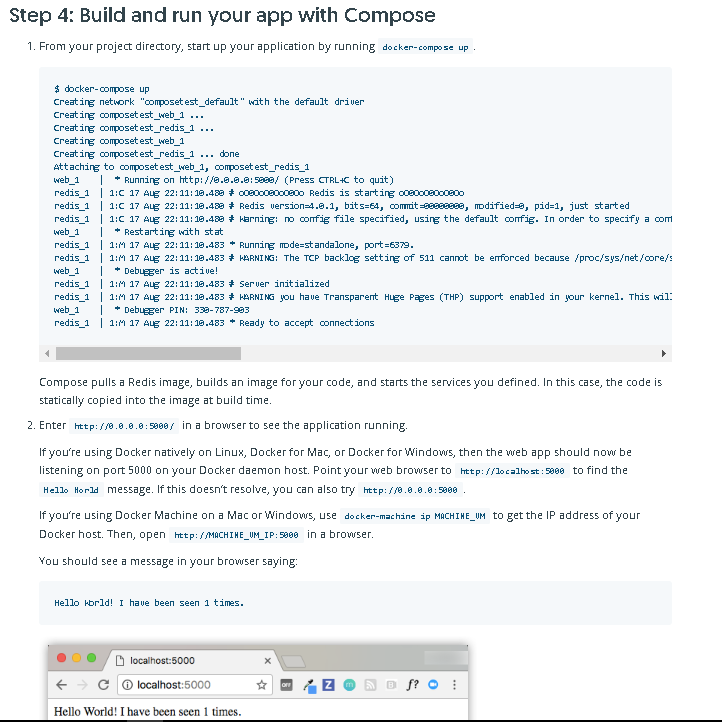 Step 4: Build and run your app with Compose
1. From your project directory, start up your application by running docker-compose up .
$ docker-compose up
Creating network "composetest_default" with the default driver
Creating composetest_web_1 ...
Creating composetest_redis_1 ...
Creating composetest_web_1
Creating composetest_redis_1 ... done
Attaching to composetest_web_1, composetest_redis_1
web_1 | * Running on http://0.0.0.0:5000/ (Press CTRL+C to quit)
redis_1 | 1:C 17 Aug 22:11:10.480 # oO0OoO0OoO0Oo Redis is starting oO0OoO0OoO0Oo
redis_1 | 1:C 17 Aug 22:11:10.480 # Redis version=4.0.1, bits=64, commit=00000000, modified=0, pid=1, just started
redis_1 | 1:C 17 Aug 22:11:10.480 # Warning: no config file specified, using the default config. In order to specify a conf
web_1 | * Restarting with stat
redis_1 | 1:M 17 Aug 22:11:10.483 * Running mode=standalone, port=6379.
redis_1 | 1:M 17 Aug 22:11:10.483 # WARNING: The TCP backlog setting of 511 cannot be enforced because /proc/sys/net/core/s
web_1 | * Debugger is active!
redis_1 | 1:M 17 Aug 22:11:10.483 # Server initialized
redis_1 | 1:M 17 Aug 22:11:10.483 # WARNING you have Transparent Huge Pages (THP) support enabled in your kernel. This will
web_1 | * Debugger PIN: 330-787-903
redis_1 | 1:M 17 Aug 22:11:10.483 * Ready to accept connections
Compose pulls a Redis image, builds an image for your code, and starts the services you defined. In this case, the code is
statically copied into the image at build time.
2. Enter http://0.0.0.0:5000/ in a browser to see the application running.
If you're using Docker natively on Linux, Docker for Mac, or Docker for Windows, then the web app should now be
listening on port 5000 on your Docker daemon host. Point your web browser to http://localhost:5000 to find the
Hello World message. If this doesn't resolve, you can also try http://0.0.0.0:5000 .
If you're using Docker Machine on a Mac or Windows, use docker-machine ip MACHINE_VM to get the IP address of your
Docker host. Then, open http://MACHINE_VM_IP:5000 in a browser.
You should see a message in your browser saying:
Hello World! I have been seen 1 times.
localhost:5000
localhost:5000
OFF Z m B f?
Hello World! I have been seen 1 times.